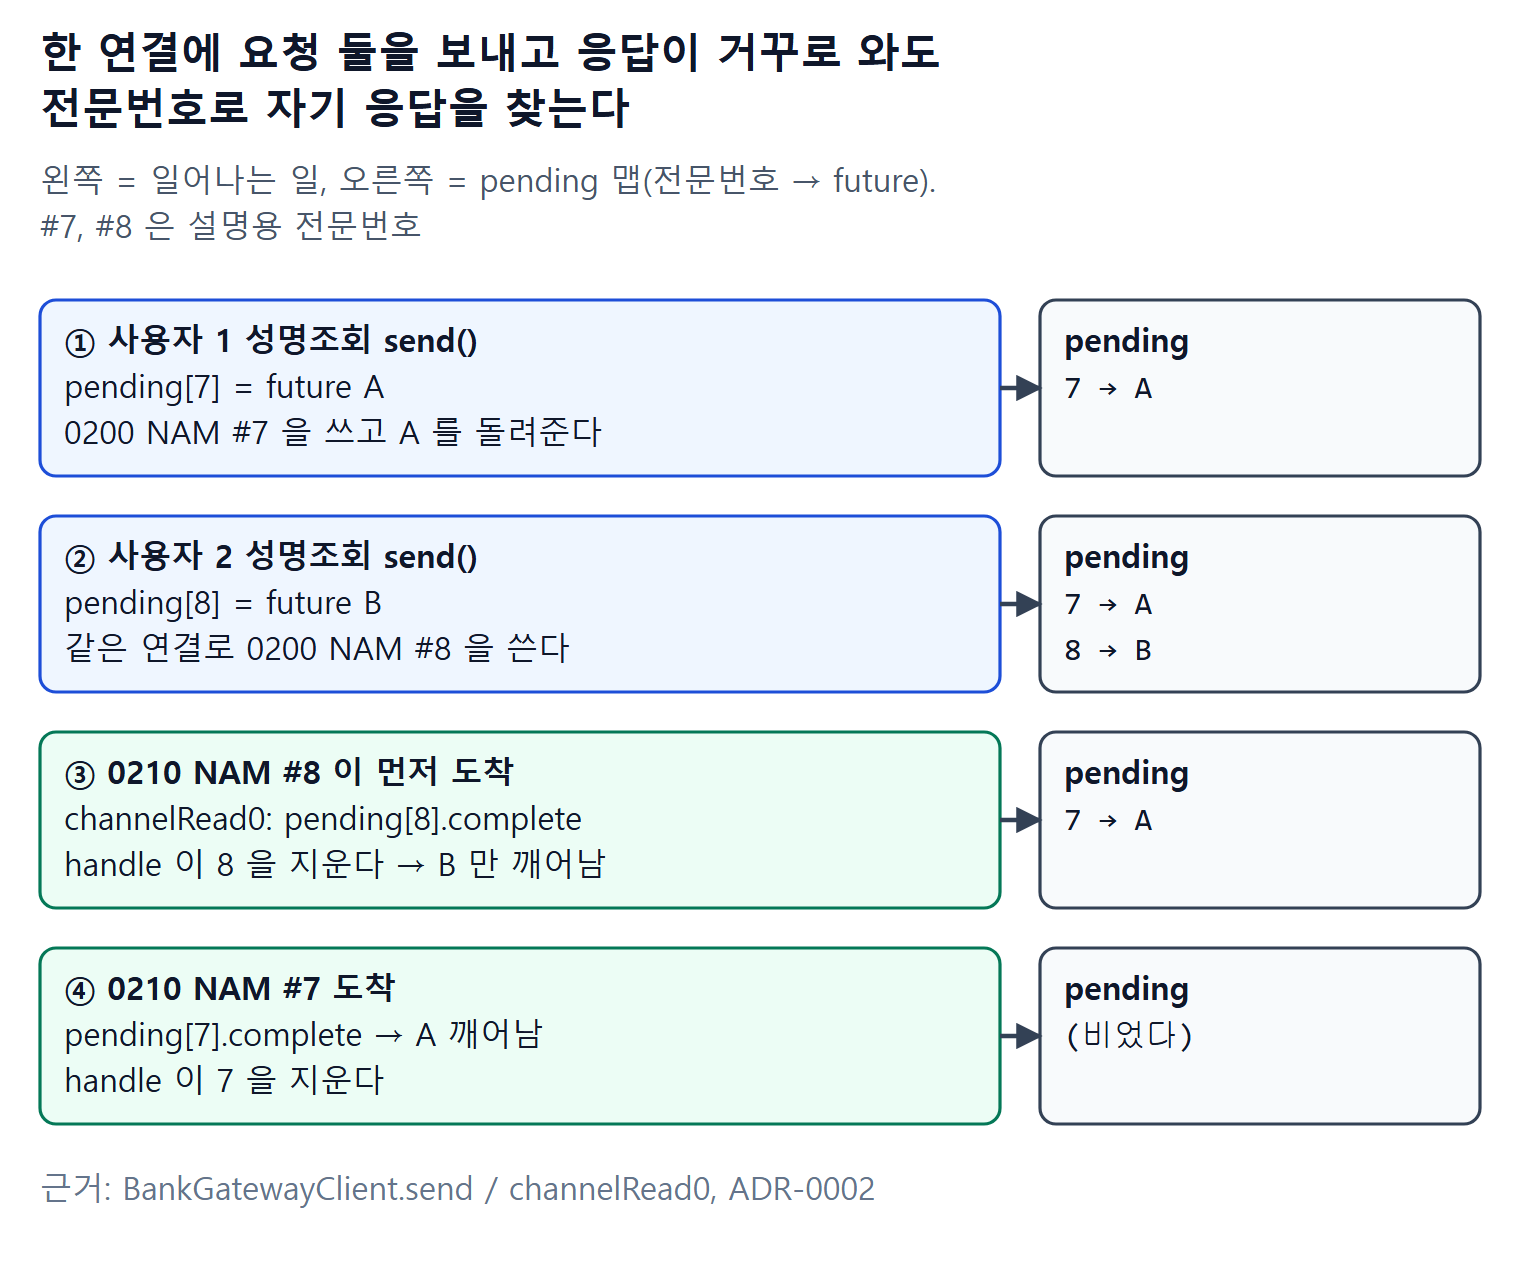 한 연결에 요청 둘을 보내고 응답이 거꾸로 와도
전문번호로 자기 응답을 찾는다
왼쪽 = 일어나는 일, 오른쪽 = pending 맵(전문번호 → future).
#7, #8 은 설명용 전문번호
① 사용자 1 성명조회 send()
pending[7] = future A
0200 NAM #7 을 쓰고 A 를 돌려준다
pending
7 → A
② 사용자 2 성명조회 send()
pending[8] = future B
같은 연결로 0200 NAM #8 을 쓴다
pending
7 → A
8 → B
③ 0210 NAM #8 이 먼저 도착
channelRead0: pending[8].complete
handle 이 8 을 지운다 → B 만 깨어남
pending
7 → A
④ 0210 NAM #7 도착
pending[7].complete → A 깨어남
handle 이 7 을 지운다
pending
(비었다)
근거: BankGatewayClient.send / channelRead0, ADR-0002